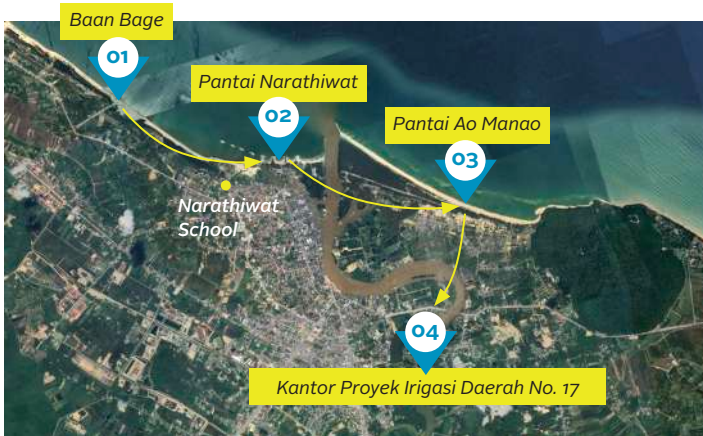 Baan Bage
01
Pantai Narathiwat
02
Pantai Ao Manao
03
Narathiwat
School
04
Kantor Proyek Irigasi Daerah No. 17